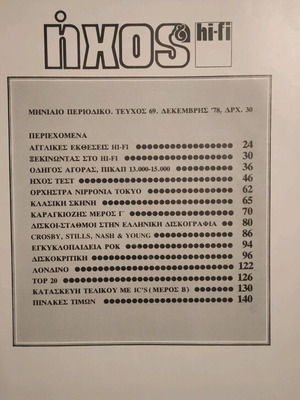 ήχος & hi-fi
ΜΗΝΙΑΙΟ ΠΕΡΙΟΔΙΚΟ. ΤΕΥΧΟΣ 69. ΔΕΚΕΜΒΡΗΣ '78, ΔΡΧ. 30
ΠΕΡΙΕΧΟΜΕΝΑ
ΑΓΓΛΙΚΕΣ ΕΚΘΕΣΕΙΣ HI-FI 24
ΞΕΚΙΝΩΝΤΑΣ ΣΤΟ HI-FI 30
ΟΔΗΓΟΣ ΑΓΟΡΑΣ, ΠΙΚΑΠ 13.000-15.000 36
ΗΧΟΣ ΤΕΣΤ 46
ΟΡΧΗΣΤΡΑ ΝΙΡΡΟΝΙΑ ΤΟΚΥΟ 62
ΚΛΑΣΙΚΗ ΣΚΗΝΗ 65
ΚΑΡΑΓΚΙΟΖΗΣ ΜΕΡΟΣ Γ΄ 70
ΔΙΣΚΟΙ-ΣΤΑΘΜΟΙ ΣΤΗΝ ΕΛΛΗΝΙΚΗ ΔΙΣΚΟΓΡΑΦΙΑ 80
CROSBY, STILLS, NASH & YOUNG 86
ΕΓΚΥΚΛΟΠΑΙΔΕΙΑ ΡΟΚ 94
ΔΙΣΚΟΚΡΙΤΙΚΗ 96
ΛΟΝΔΙΝΟ 122
TOP 20 126
ΚΑΤΑΣΚΕΥΗ ΤΕΛΙΚΟΥ ΜΕ IC'S (ΜΕΡΟΣ Β) 130
ΠΙΝΑΚΕΣ ΤΙΜΩΝ 140